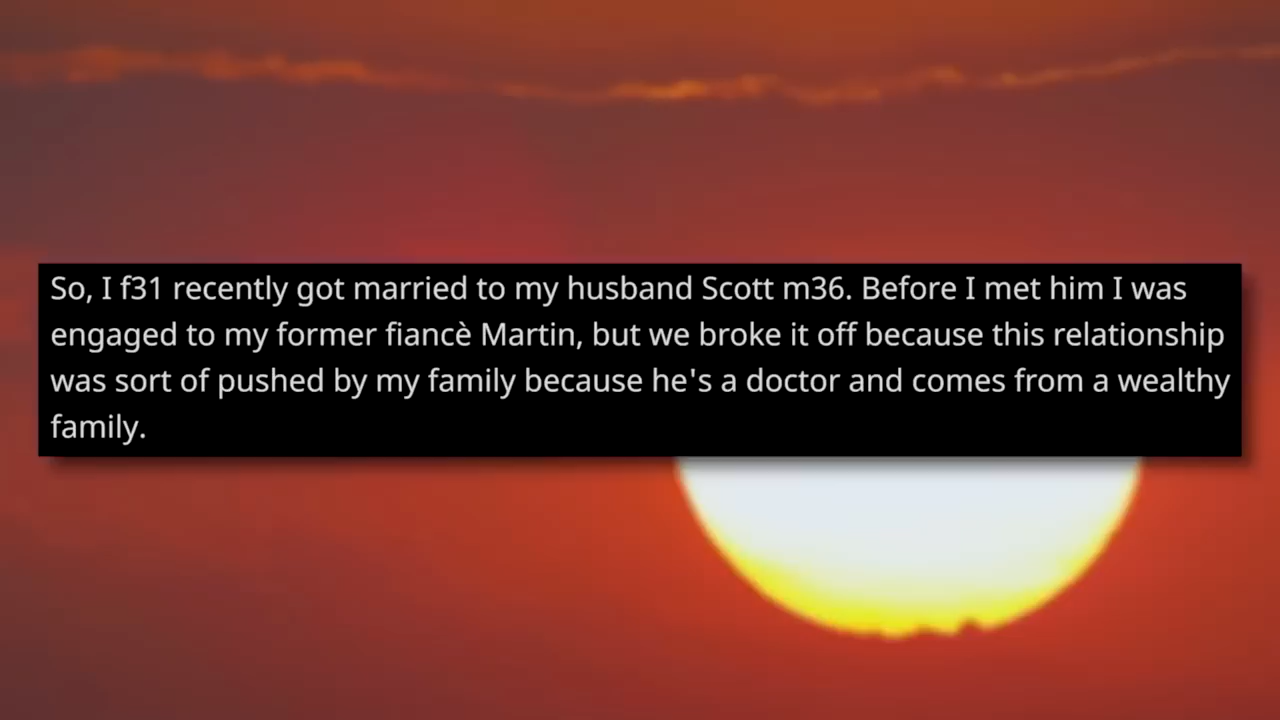 So, I f31 recently got married to my husband Scott m36. Before I met him I was
engaged to my former fiancè Martin, but we broke it off because this relationship
was sort of pushed by my family because he's a doctor and comes from a wealthy
family.